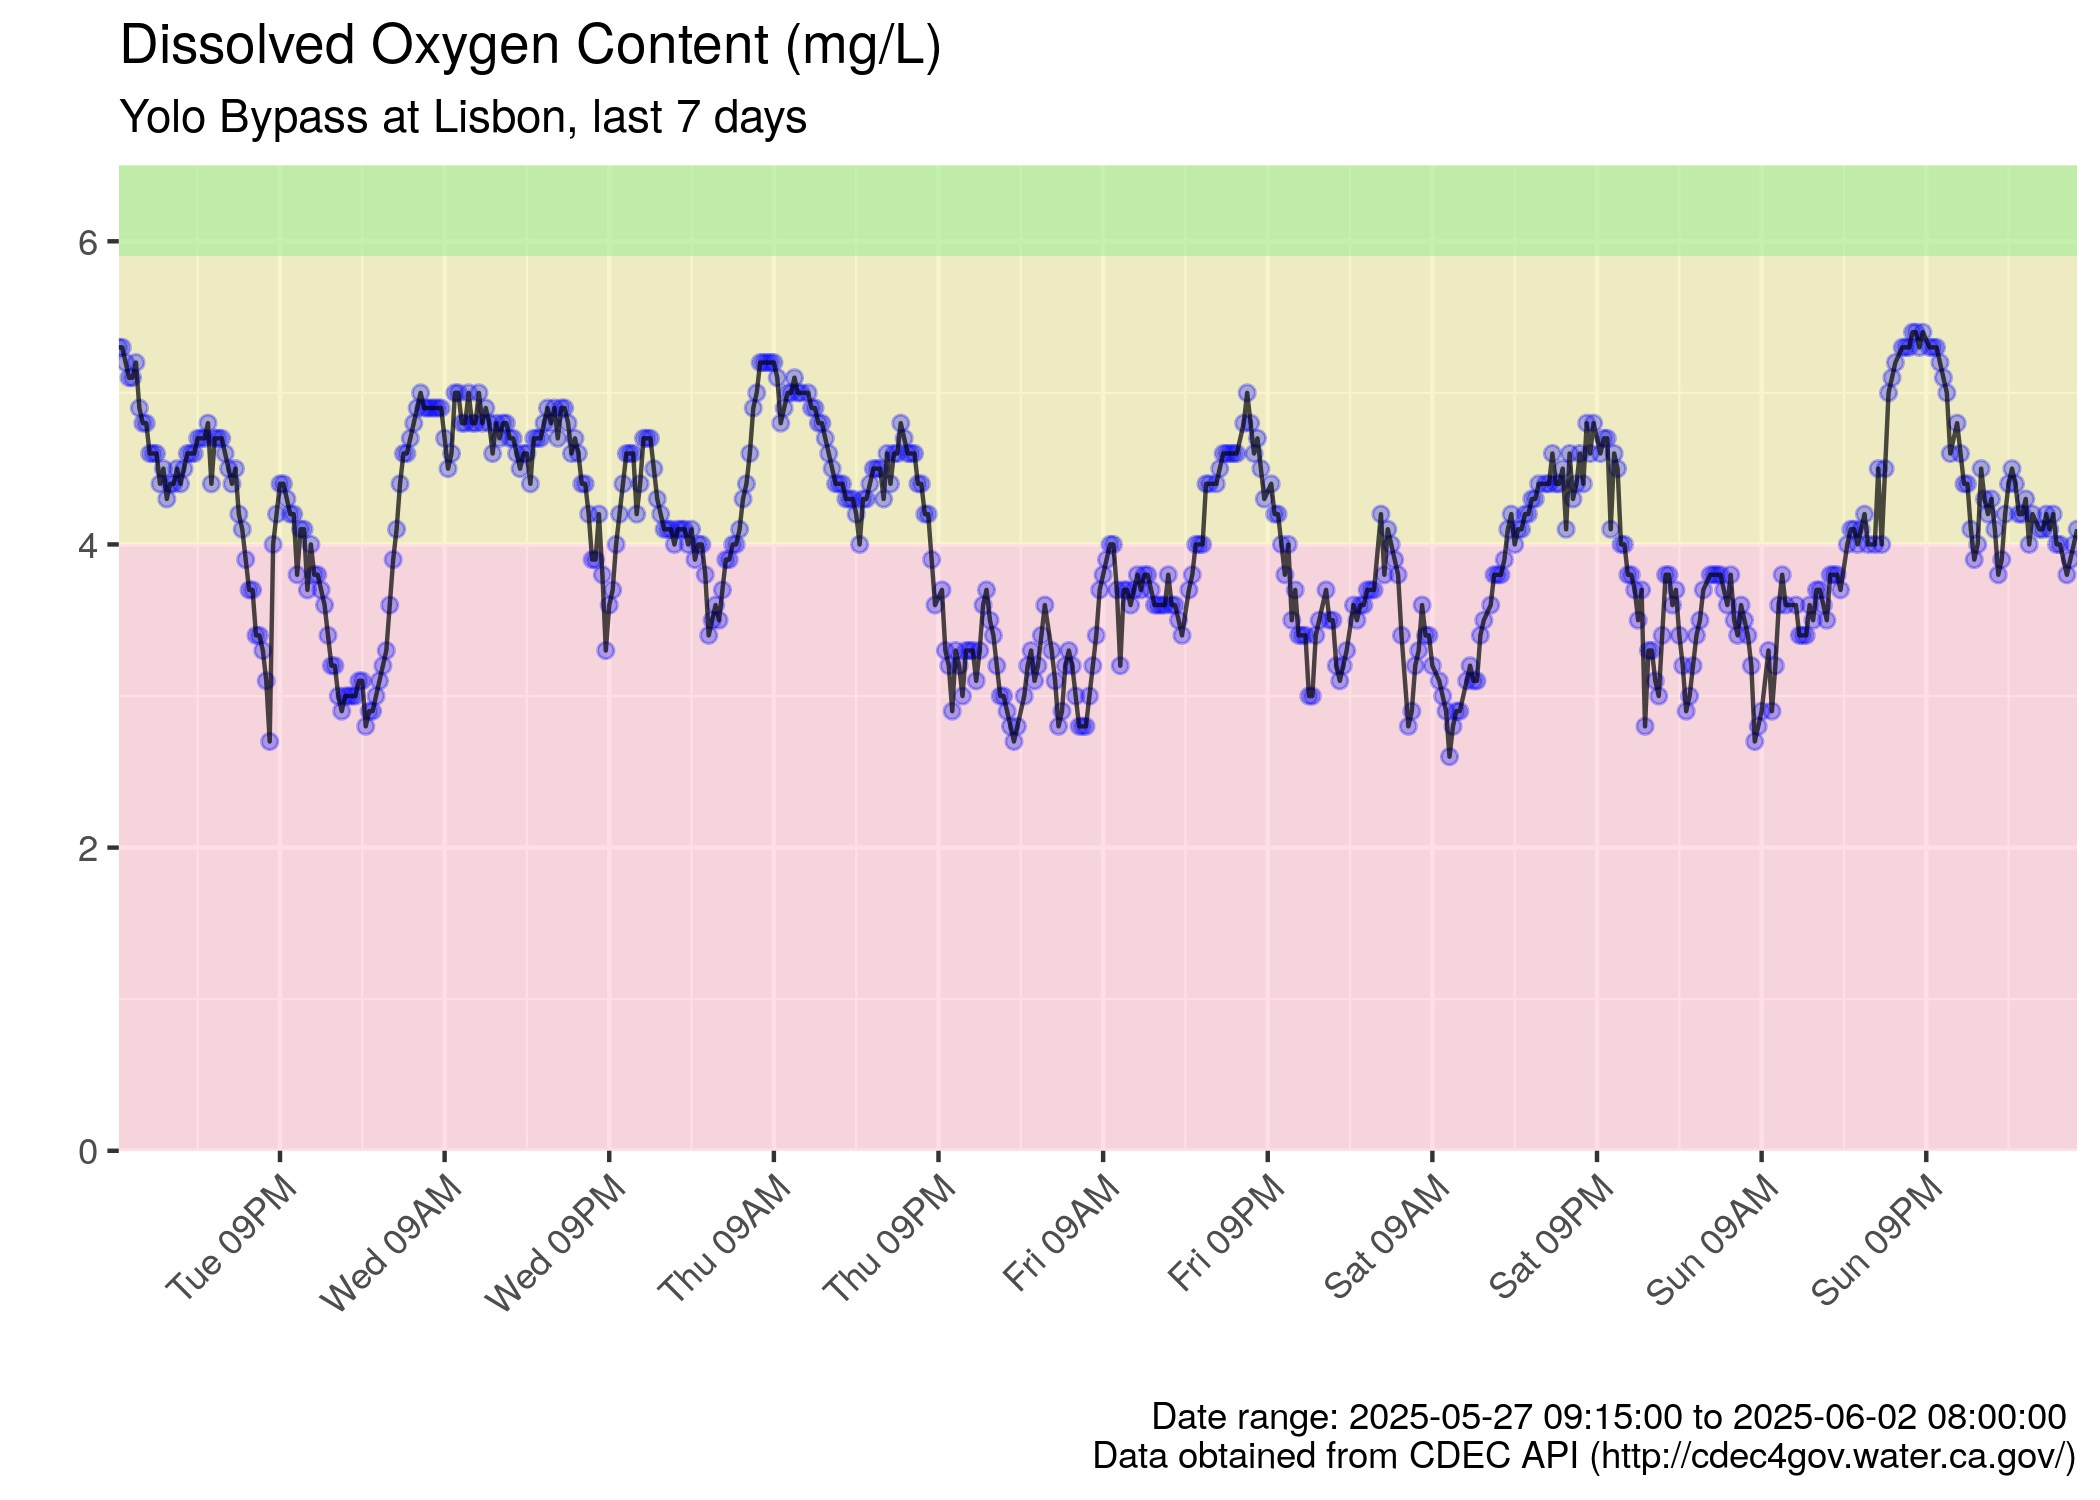 Dissolved Oxygen Content (mg/L)
Yolo Bypass at Lisbon, last 7 days
6
4
2
0
Tue 09PM
Wed 09AM
Wed 09PM
Thu 09AM
Thu 09PM
Fri 09AM
Fri 09PM
Sat 09AM
Sat 09PM
Sun 09AM
Sun 09PM
Date range: 2025-05-27 09:15:00 to 2025-06-02 08:00:00
Data obtained from CDEC API (http://cdec4gov.water.ca.gov/)